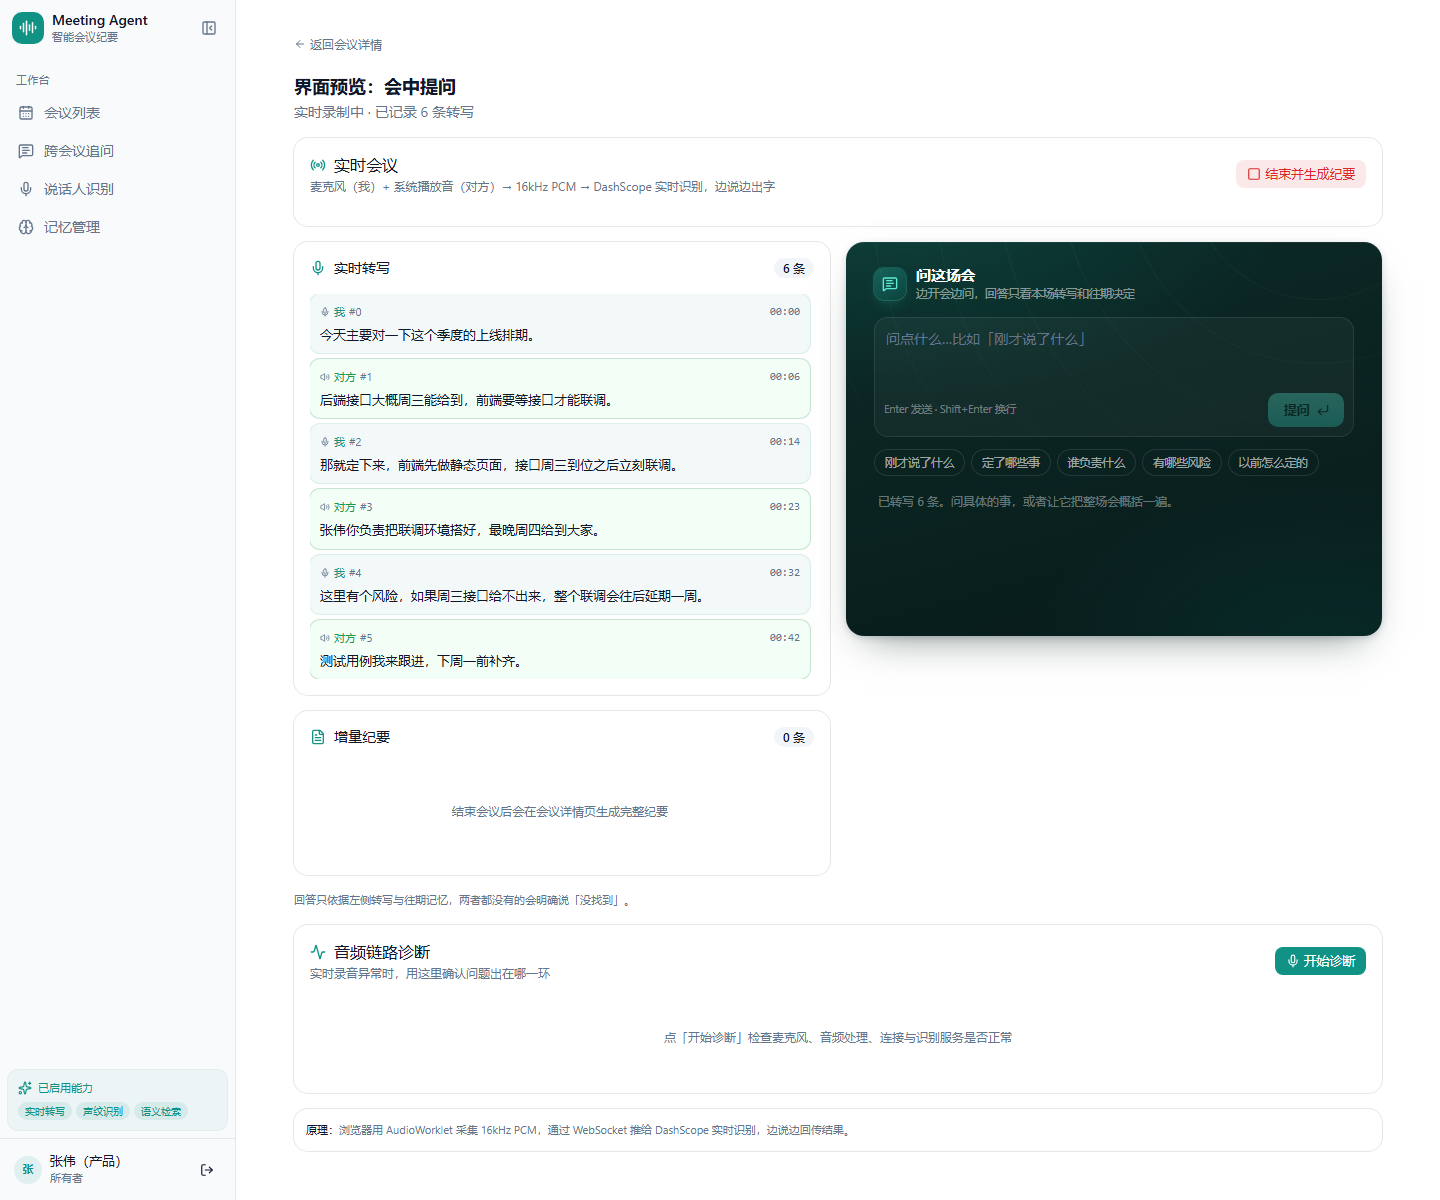 Meeting Agent
智能会议纪要
工作台
会议列表
跨会议追问
说话人识别
记忆管理
已启用能力
实时转写 声纹识别 语义检索
张 张伟（产品）
所有者
← 返回会议详情
界面预览：会中提问
实时录制中 · 已记录 6 条转写
实时会议
麦克风（我）+ 系统播放音（对方）→ 16kHz PCM → DashScope 实时识别，边说边出字
结束并生成纪要
实时转写 6 条
我 #0 00:00
今天主要对一下这个季度的上线排期。
对方 #1 00:06
后端接口大概周三能给到，前端要等接口才能联调。
我 #2 00:14
那就定下来，前端先做静态页面，接口周三到位之后立刻联调。
对方 #3 00:23
张伟你负责把联调环境搭好，最晚周四给到大家。
我 #4 00:32
这里有个风险，如果周三接口给不出来，整个联调会往后延期一周。
对方 #5 00:42
测试用例我来跟进，下周一前补齐。
问这场会
边开会边问，回答只看本场转写和往期决定
问点什么…比如「刚才说了什么」
Enter 发送 · Shift+Enter 换行
提问
刚才说了什么 定了哪些事 谁负责什么 有哪些风险 以前怎么定的
已转写 6 条。问具体的事，或者让它把整场会概括一遍。
增量纪要 0 条
结束会议后会在会议详情页生成完整纪要
回答只依据左侧转写与往期记忆，两者都没有的会明确说「没找到」。
音频链路诊断
实时录音异常时，用这里确认问题出在哪一环
开始诊断
点「开始诊断」检查麦克风、音频处理、连接与识别服务是否正常
原理：浏览器用 AudioWorklet 采集 16kHz PCM，通过 WebSocket 推给 DashScope 实时识别，边说边回传结果。